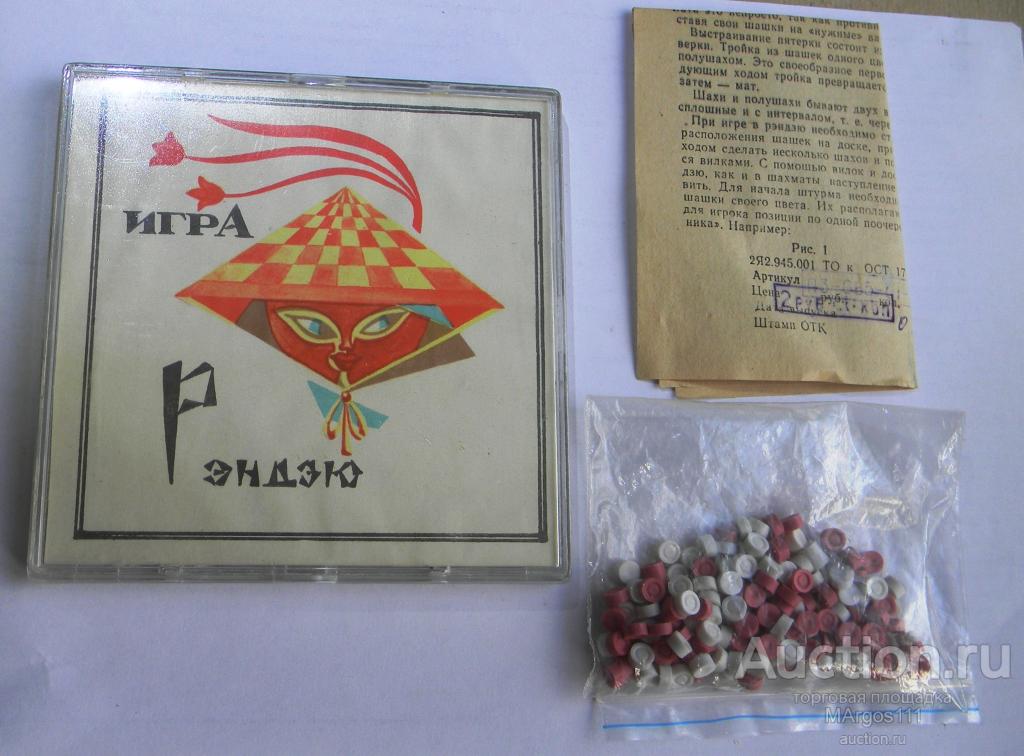 ИГРА
Рэндзю
ставя свои шашки на «нужные»
Выстраивание пятерки состоит
верки. Тройка из шашек одного
полушахом. Это своеобразное
дующим ходом тройка превращает
затем — мат.
Шахи и полушахи бывают двух
сплошные и с интервалом, т. е.
При игре в рэндзю необходимо
расположения шашек на доске,
ходом сделать несколько шахов и
ся вилками. С помощью вилок и
дзю, как и в шахматы наступление
вить. Для начала штурма
шашки своего цвета. Их
для игрока позиции по одной
ника». Например:
Рис. 1
2Я2.945.001 ТО к ОСТ 17
Артикул
Цена руб.
Штамп ОТК
Auction.ru
торговая площадка
MArgos111
auction.ru